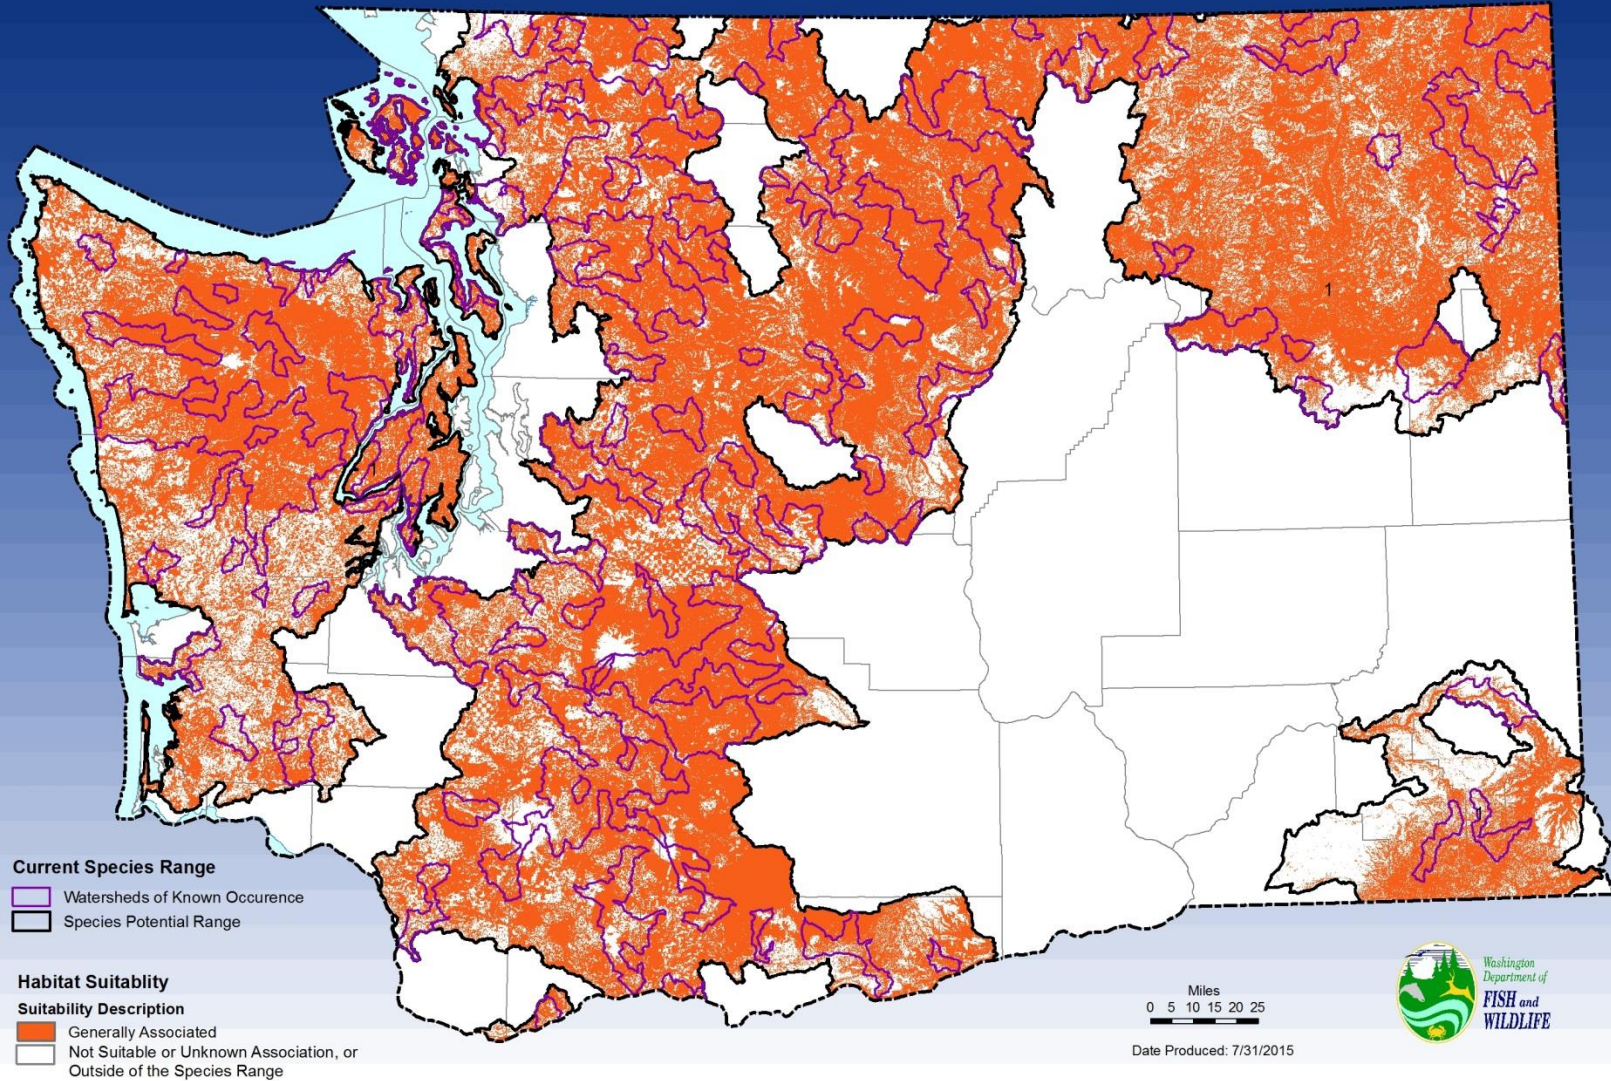 Current Species Range
Watersheds of Known Occurence
Species Potential Range
Habitat Suitablity
Suitability Description
Generally Associated
Not Suitable or Unknown Association, or
Outside of the Species Range
Miles
0 5 10 15 20 25
Date Produced: 7/31/2015
Washington
Department of
FISH and
WILDLIFE
1